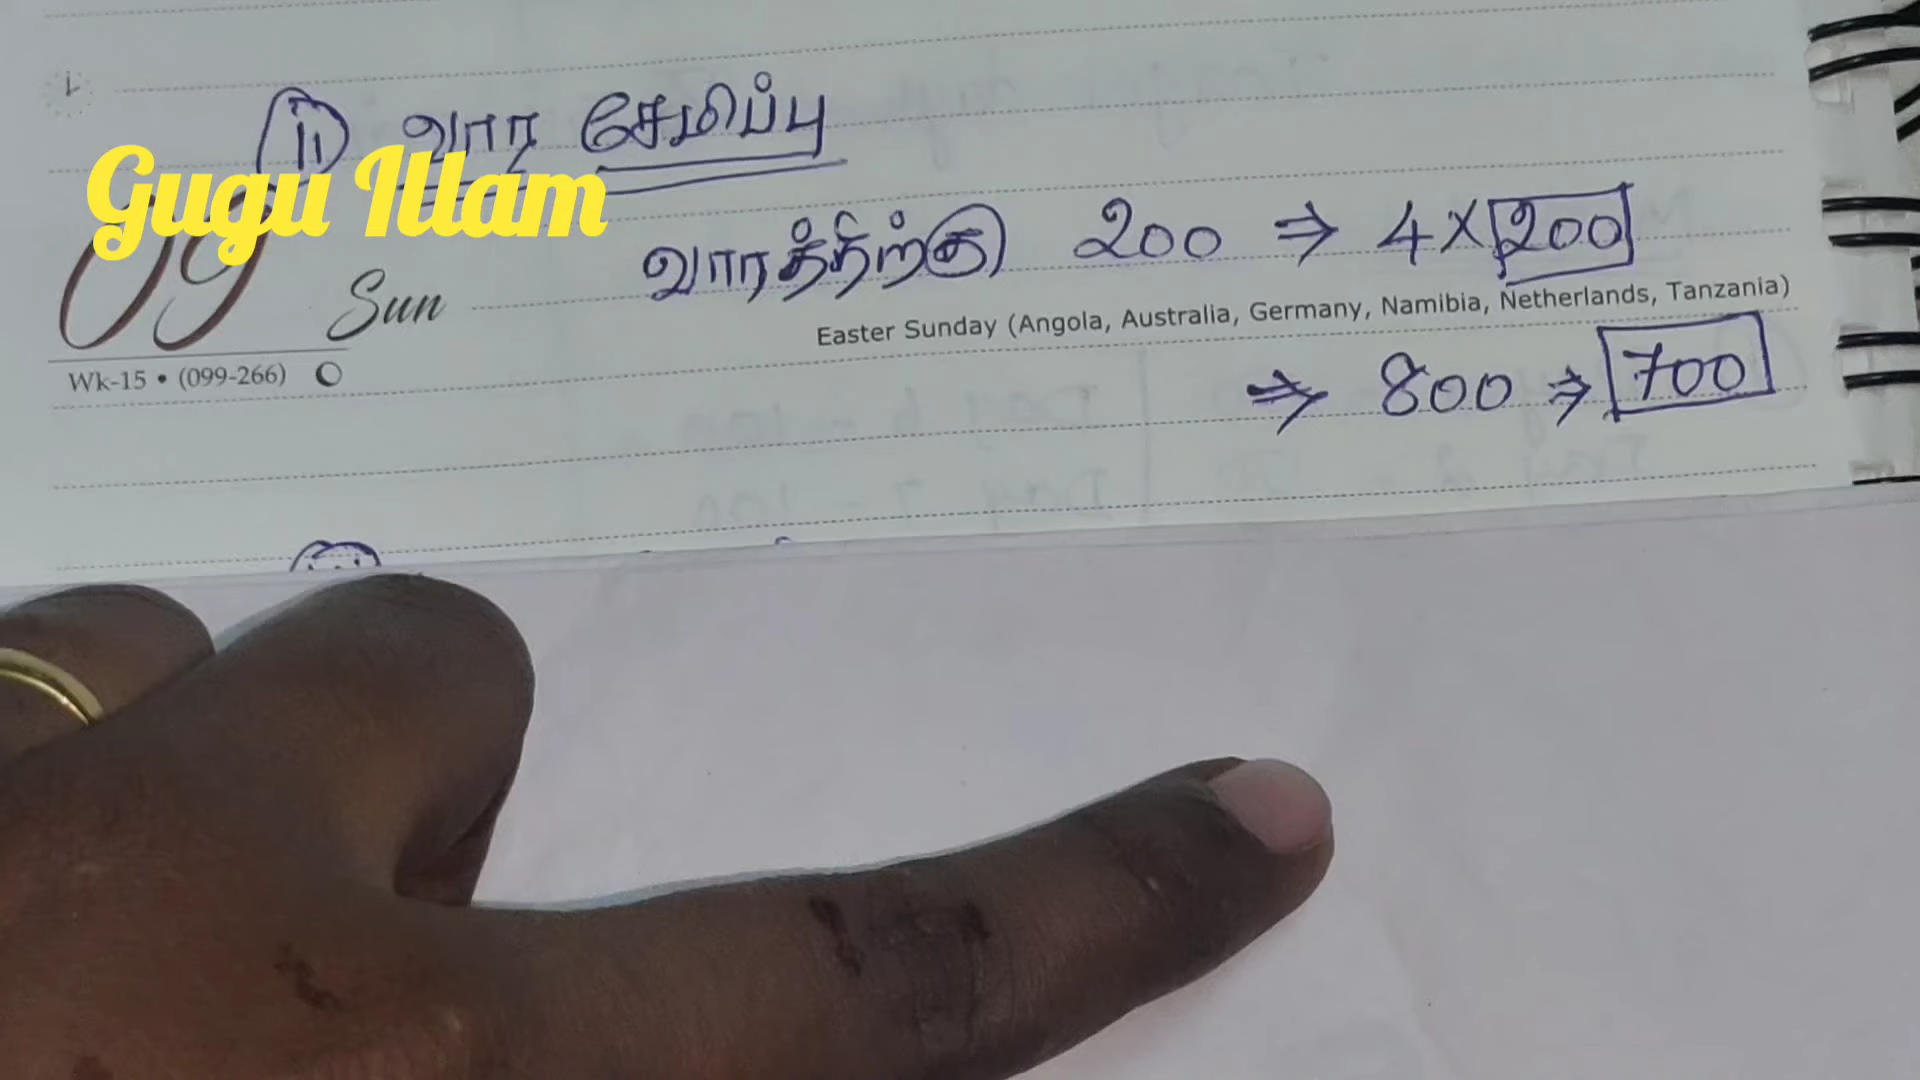 11 வார சேமிப்பு
Gugu Illam
09 Sun
வாரத்திற்கு 200 ⇒ 4 × 200
Easter Sunday (Angola, Australia, Germany, Namibia, Netherlands, Tanzania)
Wk-15 • (099-266)
⇒ 800 ⇒ 700